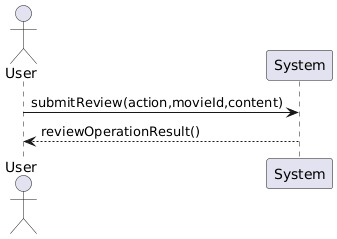 User
System
submitReview(action,movieId,content)
reviewOperationResult()
User
System